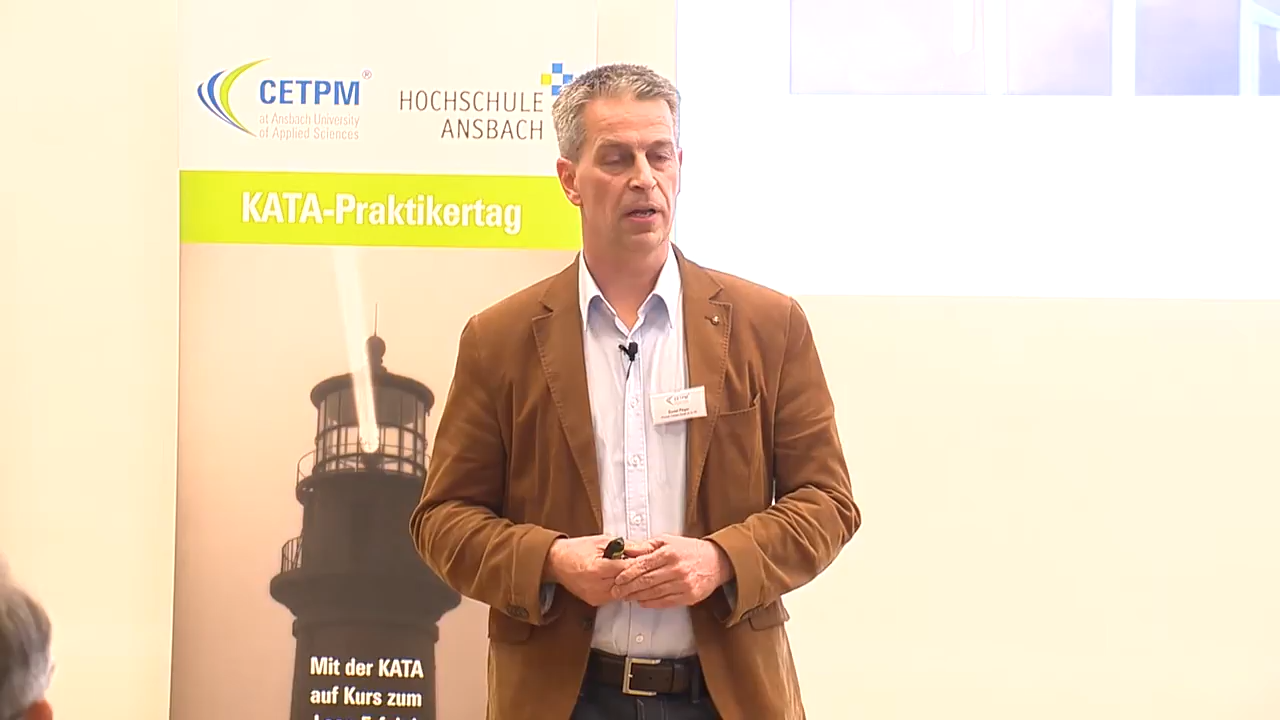 CETPM®
at Ansbach University
of Applied Sciences
HOCHSCHULE
ANSBACH
KATA-Praktikertag
Mit der KATA
auf Kurs zum